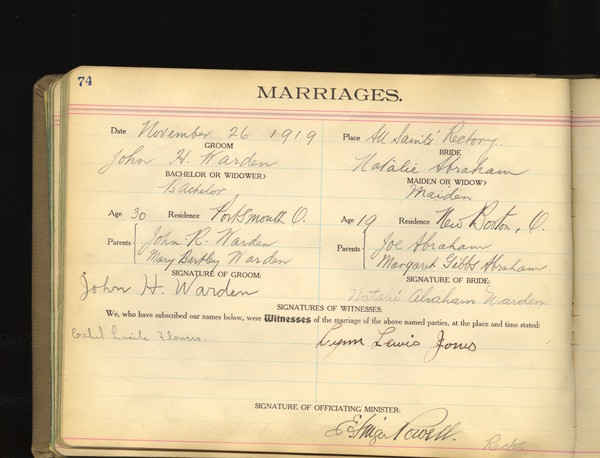 74
MARRIAGES.
Date November 26 1919 Place All Saints' Rectory.
GROOM BRIDE
John H. Warden Natalie Abraham
BACHELOR OR WIDOWER? MAIDEN OR WIDOW?
Bachelor Maiden
Age 30 Residence Portsmouth, O. Age 19 Residence New Boston, O.
Parents John R. Warden Parents Joe Abraham
Mary Bartley Warden Margaret Gibbs Abraham
SIGNATURE OF GROOM: SIGNATURE OF BRIDE:
John H. Warden Natalie Abraham Warden
SIGNATURES OF WITNESSES:
We, who have subscribed our names below, were Witnesses of the marriage of the above named parties, at the place and time stated:
Lucile Flowers. Lynn Lewis Jones
SIGNATURE OF OFFICIATING MINISTER:
Powell.
Rector